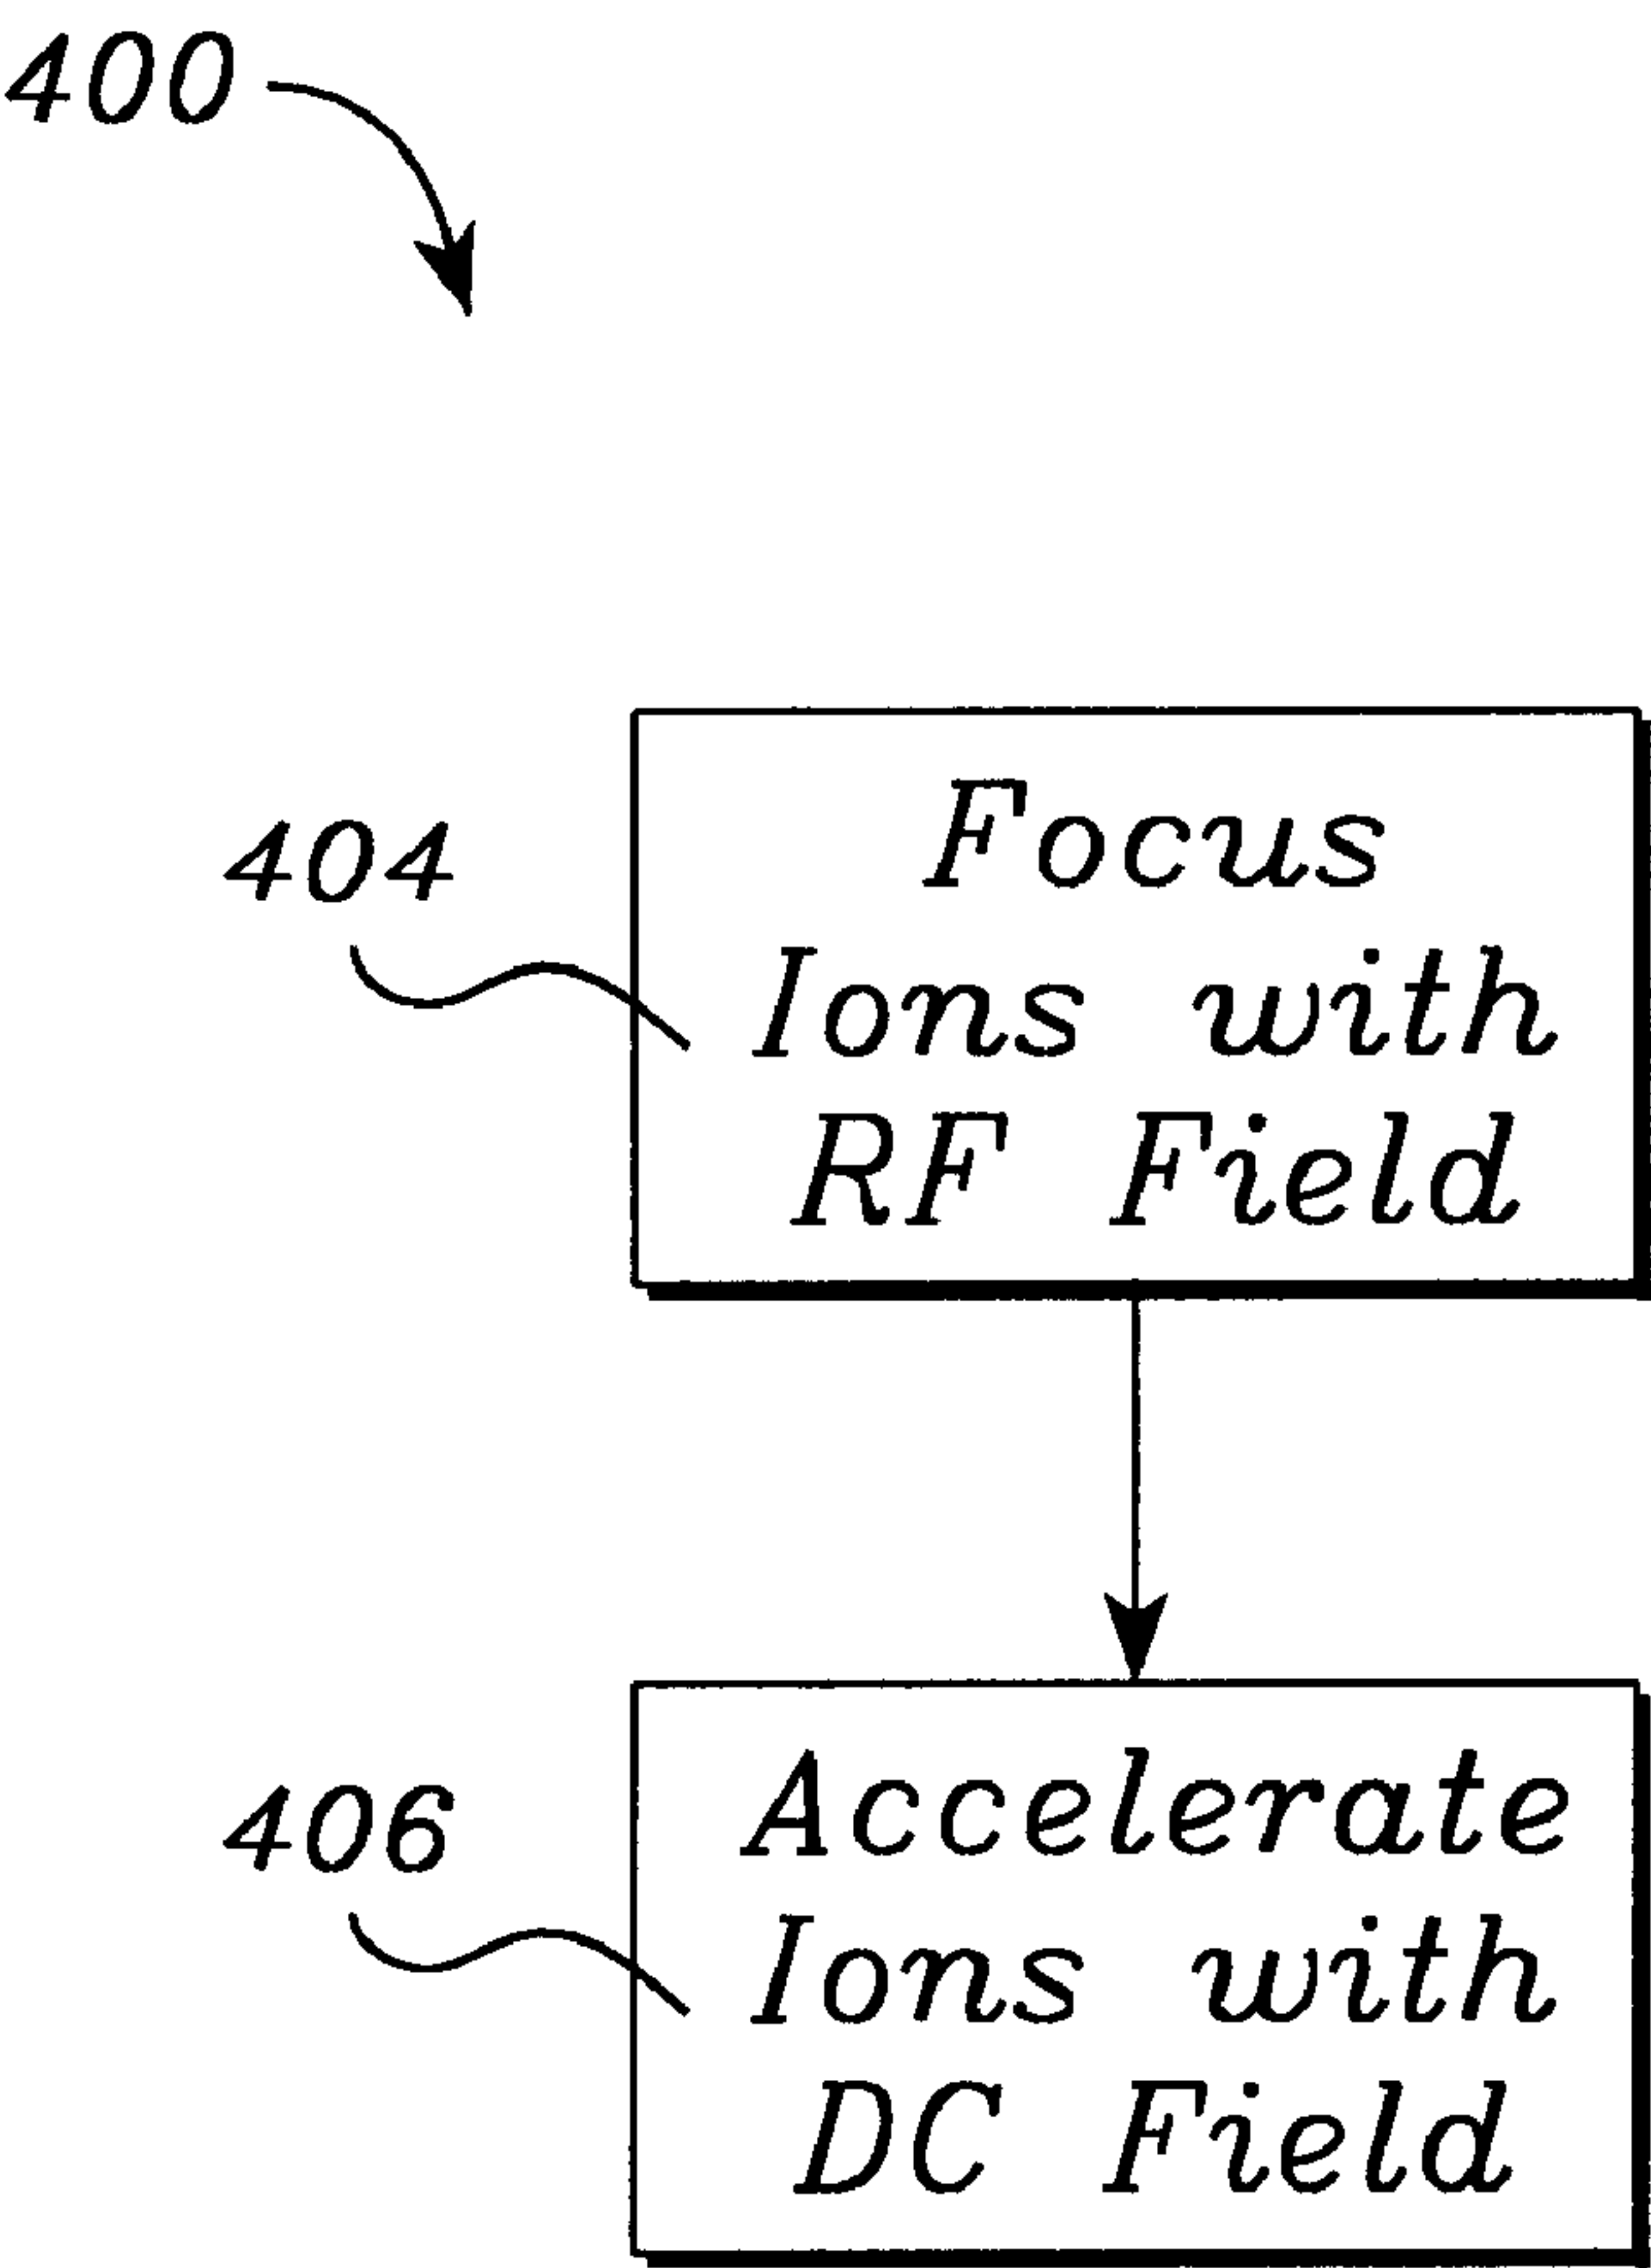 400
404
Focus
Ions with
RF Field
406
Accelerate
Ions with
DC Field